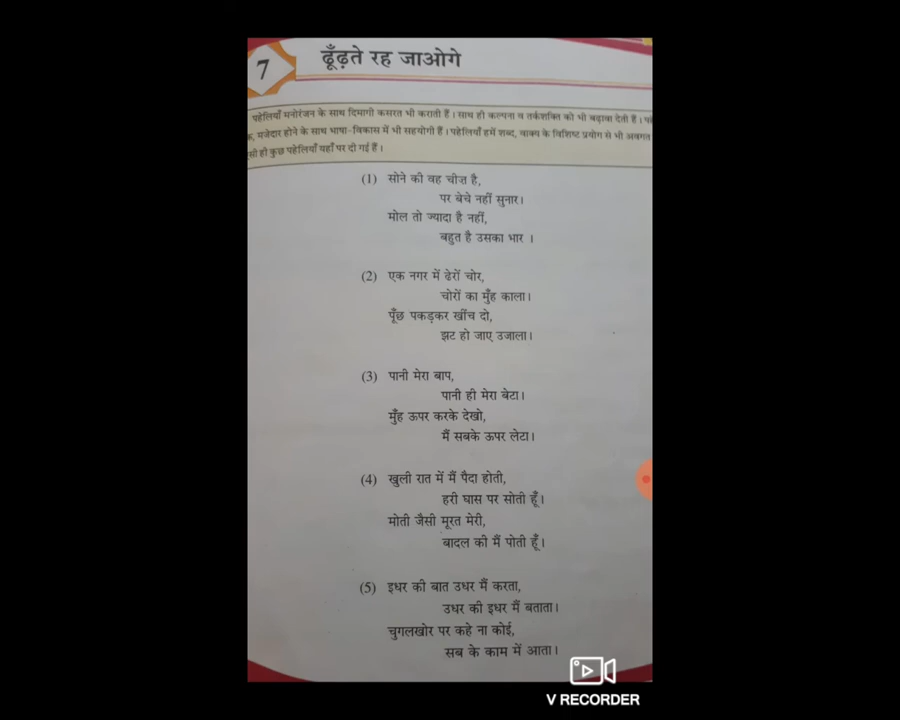 7
ढूँढ़ते रह जाओगे
पहेलियाँ मनोरंजन के साथ दिमागी कसरत भी कराती हैं। साथ ही कल्पना व तर्कशक्ति को भी बढ़ावा देती हैं।
मजेदार होने के साथ भाषा-विकास में भी सहयोगी हैं। पहेलियाँ हमें शब्द, वाक्य के विशिष्ट प्रयोग से भी अवगत
ही कुछ पहेलियाँ यहाँ पर दी गई हैं।
(1) सोने की वह चीज़ है,
पर बेचे नहीं सुनार।
मोल तो ज्यादा है नहीं,
बहुत है उसका भार ।
(2) एक नगर में ढेरों चोर,
चोरों का मुँह काला।
पूँछ पकड़कर खींच दो,
झट हो जाए उजाला।
(3) पानी मेरा बाप,
पानी ही मेरा बेटा।
मुँह ऊपर करके देखो,
मैं सबके ऊपर लेटा।
(4) खुली रात में मैं पैदा होती,
हरी घास पर सोती हूँ।
मोती जैसी मूरत मेरी,
बादल की मैं पोती हूँ।
(5) इधर की बात उधर मैं करता,
उधर की इधर मैं बताता।
चुगलखोर पर कहे ना कोई,
सब के काम में आता।
V RECORDER